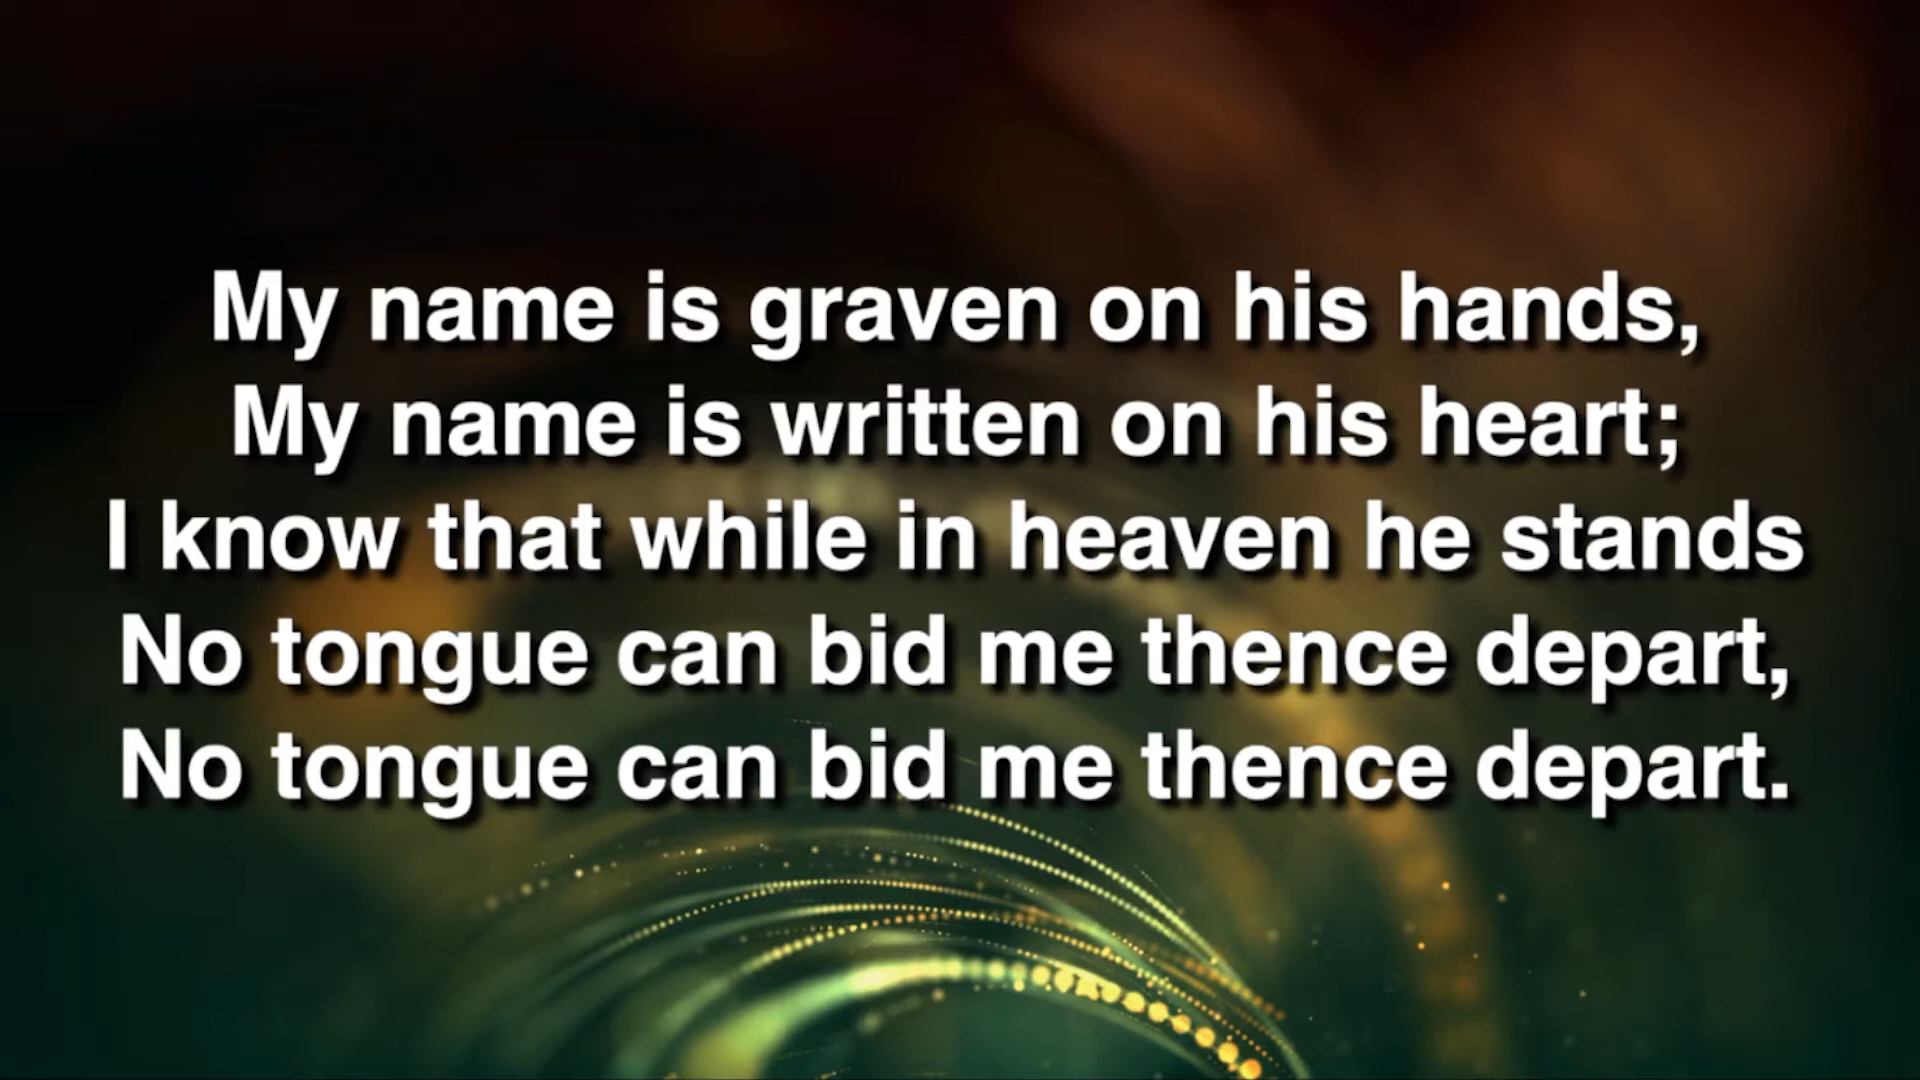 My name is graven on his hands,
My name is written on his heart;
I know that while in heaven he stands
No tongue can bid me thence depart,
No tongue can bid me thence depart.